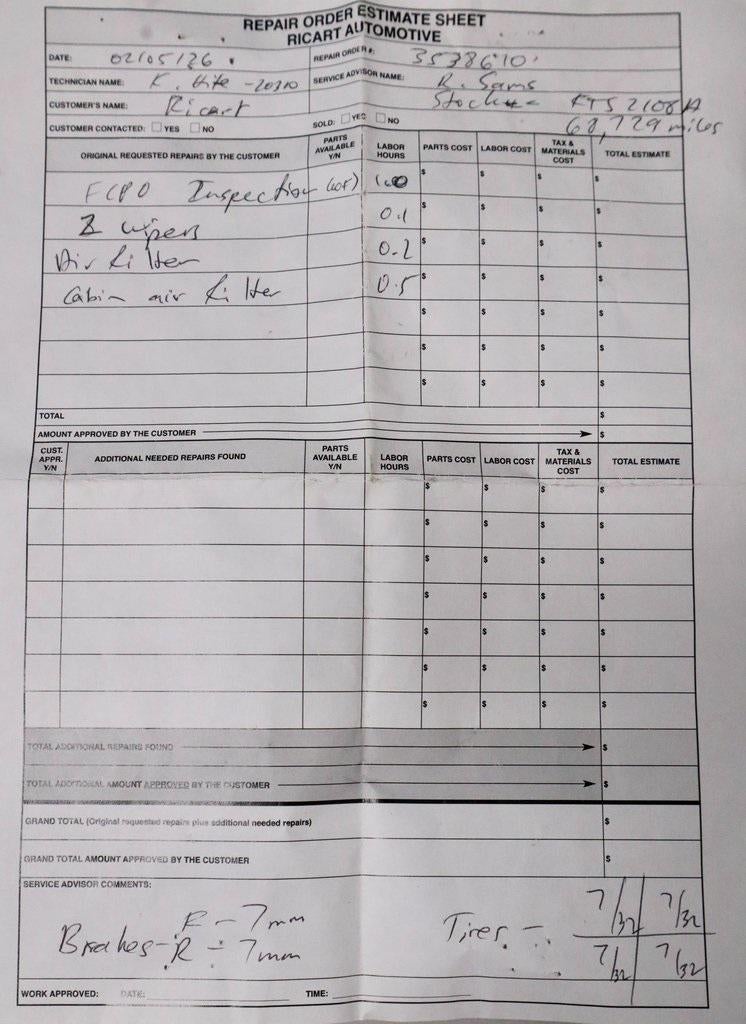 REPAIR ORDER ESTIMATE SHEET
RICART AUTOMOTIVE
DATE: 02/05/26 REPAIR ORDER #: 3538610
TECHNICIAN NAME: K. Hite -20310 SERVICE ADVISOR NAME: R. Sams
CUSTOMER'S NAME: Ricart Stock# FTS2108A
CUSTOMER CONTACTED: YES NO SOLD: YES NO 68,729 miles
ORIGINAL REQUESTED REPAIRS BY THE CUSTOMER PARTS AVAILABLE Y/N LABOR HOURS PARTS COST LABOR COST TAX & MATERIALS COST TOTAL ESTIMATE
FCPO Inspection (LOF) 1.0 $ $ $ $
2 wipers 0.1 $ $ $ $
Air filter 0.2 $ $ $ $
Cabin air filter 0.5 $ $ $ $
$ $ $ $
$ $ $ $
$ $ $ $
TOTAL $
AMOUNT APPROVED BY THE CUSTOMER $
CUST. APPR. Y/N ADDITIONAL NEEDED REPAIRS FOUND PARTS AVAILABLE Y/N LABOR HOURS PARTS COST LABOR COST TAX & MATERIALS COST TOTAL ESTIMATE
$ $ $ $
$ $ $ $
$ $ $ $
$ $ $ $
$ $ $ $
$ $ $ $
$ $ $ $
TOTAL ADDITIONAL REPAIRS FOUND $
TOTAL ADDITIONAL AMOUNT APPROVED BY THE CUSTOMER $
GRAND TOTAL (Original requested repairs plus additional needed repairs) $
GRAND TOTAL AMOUNT APPROVED BY THE CUSTOMER $
SERVICE ADVISOR COMMENTS:
Brakes- F - 7mm Tires - 7/32 7/32
R - 7mm 7/32 7/32
WORK APPROVED: DATE: TIME: